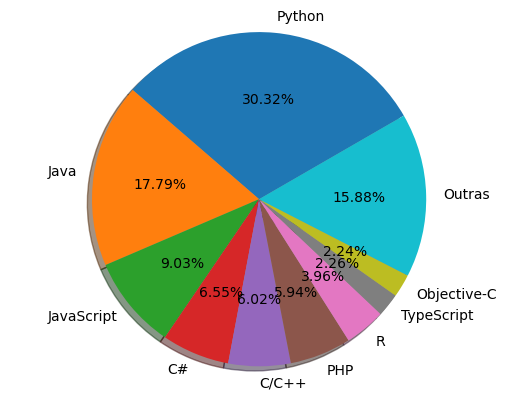 Python
30.32%
Java
17.79%
15.88%
Outras
2.24%
9.03%
2.26%
3.96%
Objective-C
6.55%
6.02%
5.94%
TypeScript
JavaScript
R
C#
PHP
C/C++